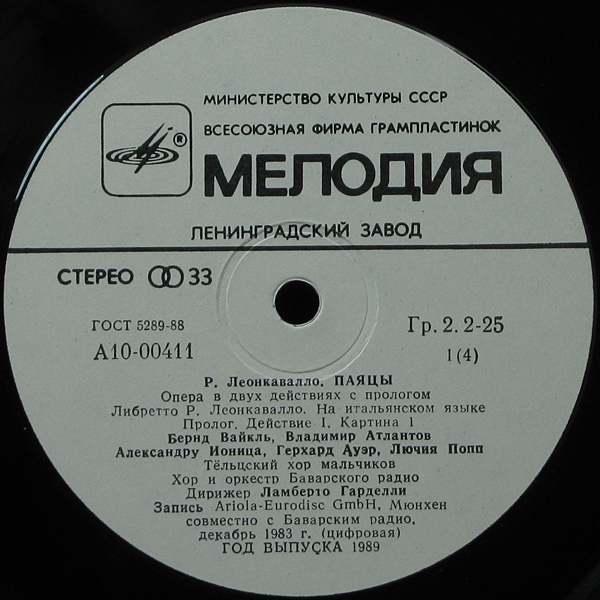 МИНИСТЕРСТВО КУЛЬТУРЫ СССР
ВСЕСОЮЗНАЯ ФИРМА ГРАМПЛАСТИНОК
®
МЕЛОДИЯ
ЛЕНИНГРАДСКИЙ ЗАВОД
СТЕРЕО 33
ГОСТ 5289-88
Гр. 2. 2-25
А10-00411
1(4)
Р. Леонкавалло. ПАЯЦЫ
Опера в двух действиях с прологом
Либретто Р. Леонкавалло. На итальянском языке
Пролог. Действие I. Картина 1
Бернд Вайкль, Владимир Атлантов
Александру Ионица, Герхард Ауэр, Лючия Попп
Тёльцский хор мальчиков
Хор и оркестр Баварского радио
Дирижер Ламберто Гарделли
Запись Ariola-Eurodisc GmbH, Мюнхен
совместно с Баварским радио,
декабрь 1983 г. (цифровая)
ГОД ВЫПУСКА 1989